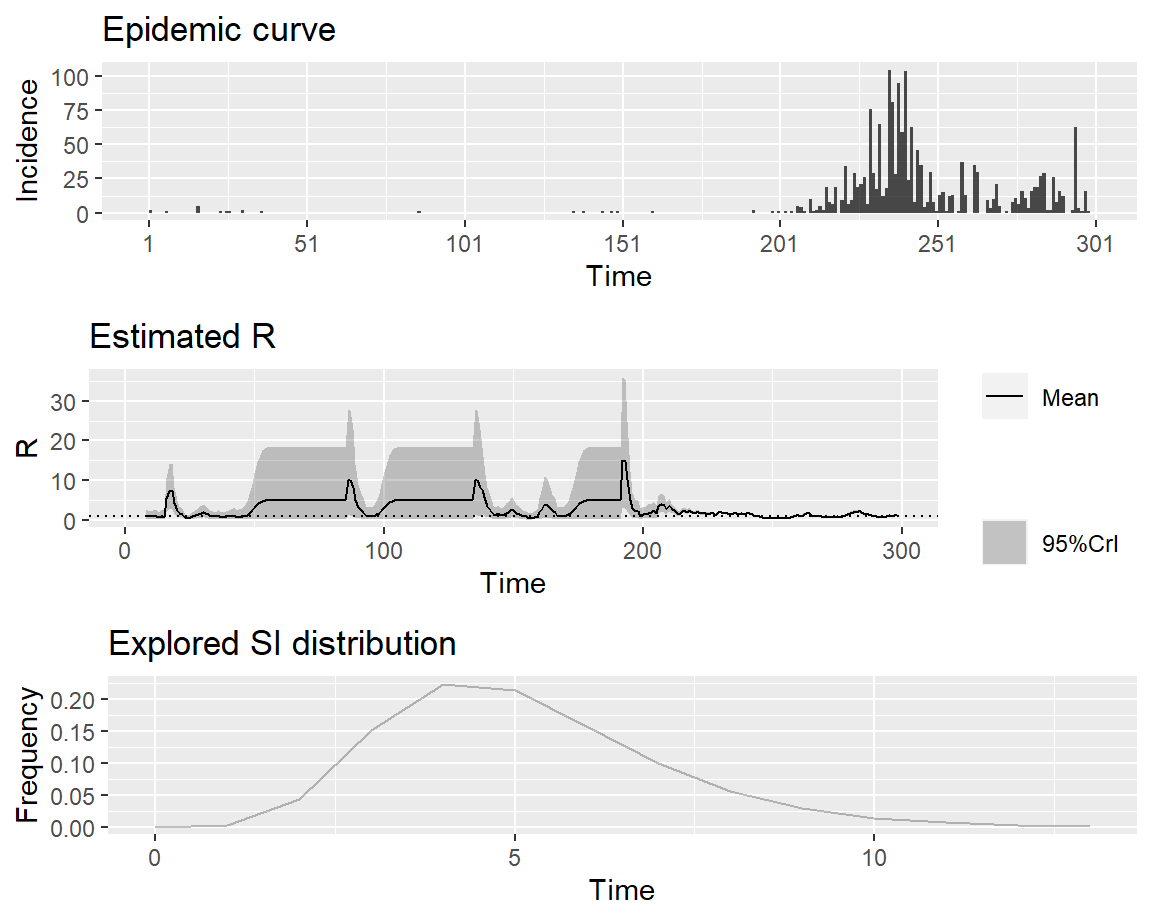 Epidemic curve
100
75
50
25
0
Incidence
1 51 101 151 201 251 301
Time
Estimated R
30
20
10
0
R
0 100 200 300
Time
Mean
95%CrI
Explored SI distribution
0.20
0.15
0.10
0.05
0.00
Frequency
0 5 10
Time